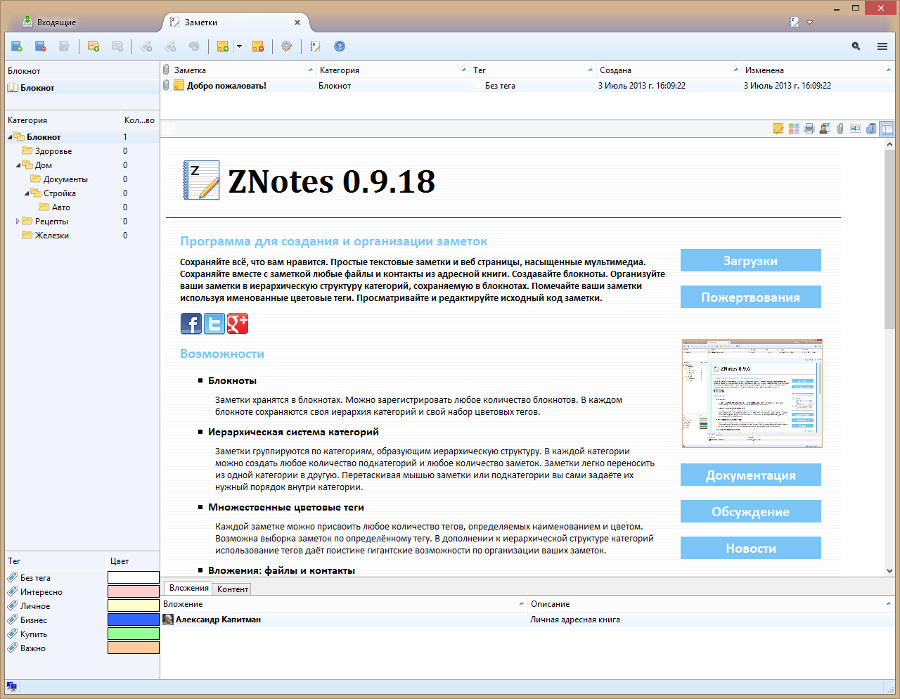 Входящие
Заметки
Блокнот
Блокнот
Заметка Категория Тег Создана Изменена
Добро пожаловать! Блокнот Без тега 3 Июль 2013 г. 16:09:22 3 Июль 2013 г. 16:09:22
Категория Кол...во
Блокнот 1
Здоровье 0
Дом 0
Документы 0
Стройка 0
Авто 0
Рецепты 0
Железки 0
Z
ZNotes 0.9.18
Программа для создания и организации заметок
Сохраняйте всё, что вам нравится. Простые текстовые заметки и веб страницы, насыщенные мультимедиа.
Сохраняйте вместе с заметкой любые файлы и контакты из адресной книги. Создавайте блокноты. Организуйте
ваши заметки в иерархическую структуру категорий, сохраняемую в блокнотах. Помечайте ваши заметки
используя именованные цветовые теги. Просматривайте и редактируйте исходный код заметки.
f t g+
Возможности
Блокноты
Заметки хранятся в блокнотах. Можно зарегистрировать любое количество блокнотов. В каждом
блокноте сохраняются своя иерархия категорий и свой набор цветовых тегов.
Иерархическая система категорий
Заметки группируются по категориям, образующим иерархическую структуру. В каждой категории
можно создать любое количество подкатегорий и любое количество заметок. Заметки легко переносить
из одной категории в другую. Перетаскивая мышью заметки или подкатегории вы сами задаёте их
нужный порядок внутри категории.
Множественные цветовые теги
Каждой заметке можно присвоить любое количество тегов, определяемых наименованием и цветом.
Возможна выборка заметок по определённому тегу. В дополнении к иерархической структуре категорий
использование тегов даёт поистине гигантские возможности по организации ваших заметок.
Вложения: файлы и контакты
Загрузки
Пожертвования
ZNotes 0.9.6
Документация
Обсуждение
Новости
Тег Цвет
Без тега
Интересно
Личное
Бизнес
Купить
Важно
Вложения Контент
Вложение Описание
Александр Капитман Личная адресная книга